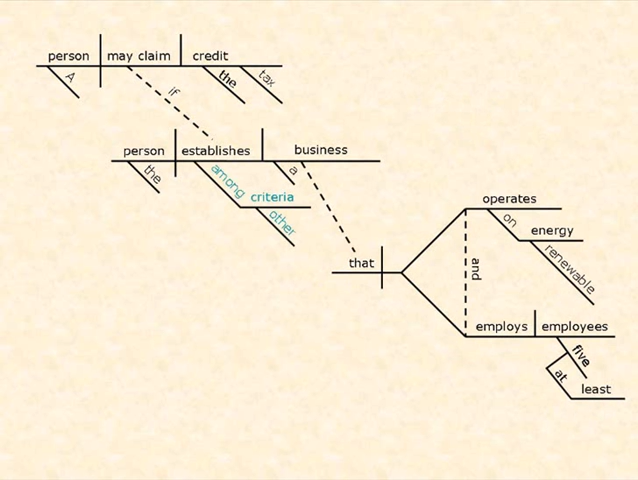 person may claim credit
A the tax
if
person establishes business
the among a
criteria
other
that
operates
on
energy
renewable
and
employs employees
five
at
least